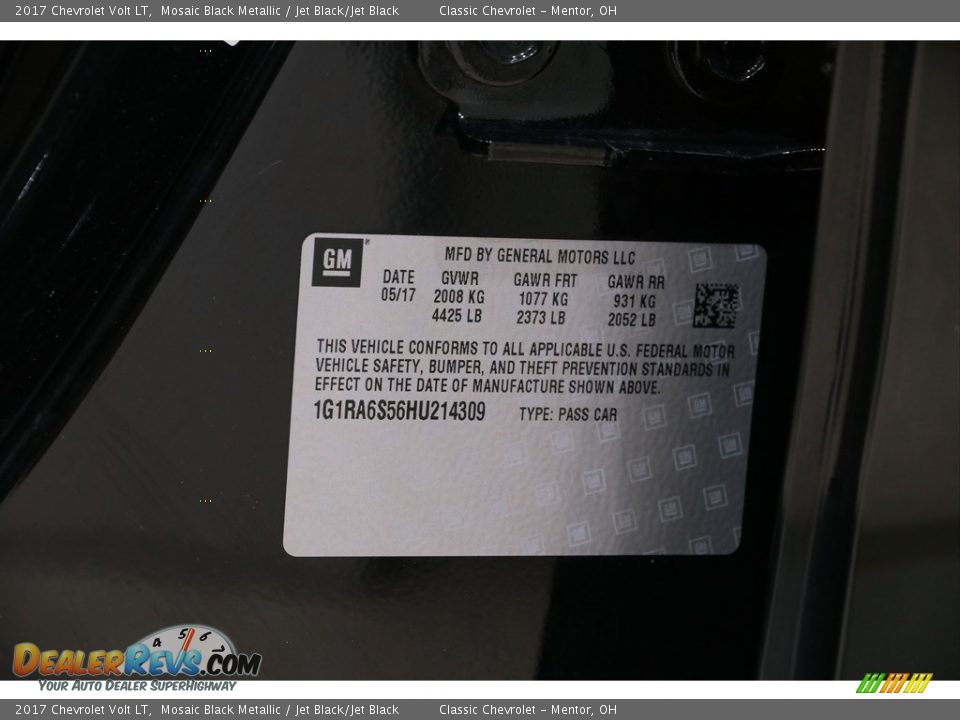 2017 Chevrolet Volt LT, Mosaic Black Metallic / Jet Black/Jet Black Classic Chevrolet - Mentor, OH
GM
MFD BY GENERAL MOTORS LLC
DATE GVWR GAWR FRT GAWR RR
05/17 2008 KG 1077 KG 931 KG
4425 LB 2373 LB 2052 LB
THIS VEHICLE CONFORMS TO ALL APPLICABLE U.S. FEDERAL MOTOR
VEHICLE SAFETY, BUMPER, AND THEFT PREVENTION STANDARDS IN
EFFECT ON THE DATE OF MANUFACTURE SHOWN ABOVE.
1G1RA6S56HU214309 TYPE: PASS CAR
4 5 6 7
DEALERREVS.COM
YOUR AUTO DEALER SUPERHIGHWAY
2017 Chevrolet Volt LT, Mosaic Black Metallic / Jet Black/Jet Black Classic Chevrolet - Mentor, OH